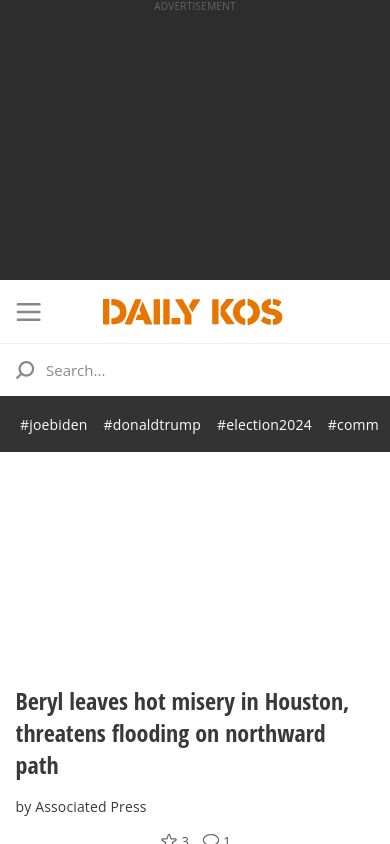 ADVERTISEMENT
DAILY KOS
Search...
#joebiden #donaldtrump #election2024 #comm
Beryl leaves hot misery in Houston,
threatens flooding on northward
path
by Associated Press
3 1